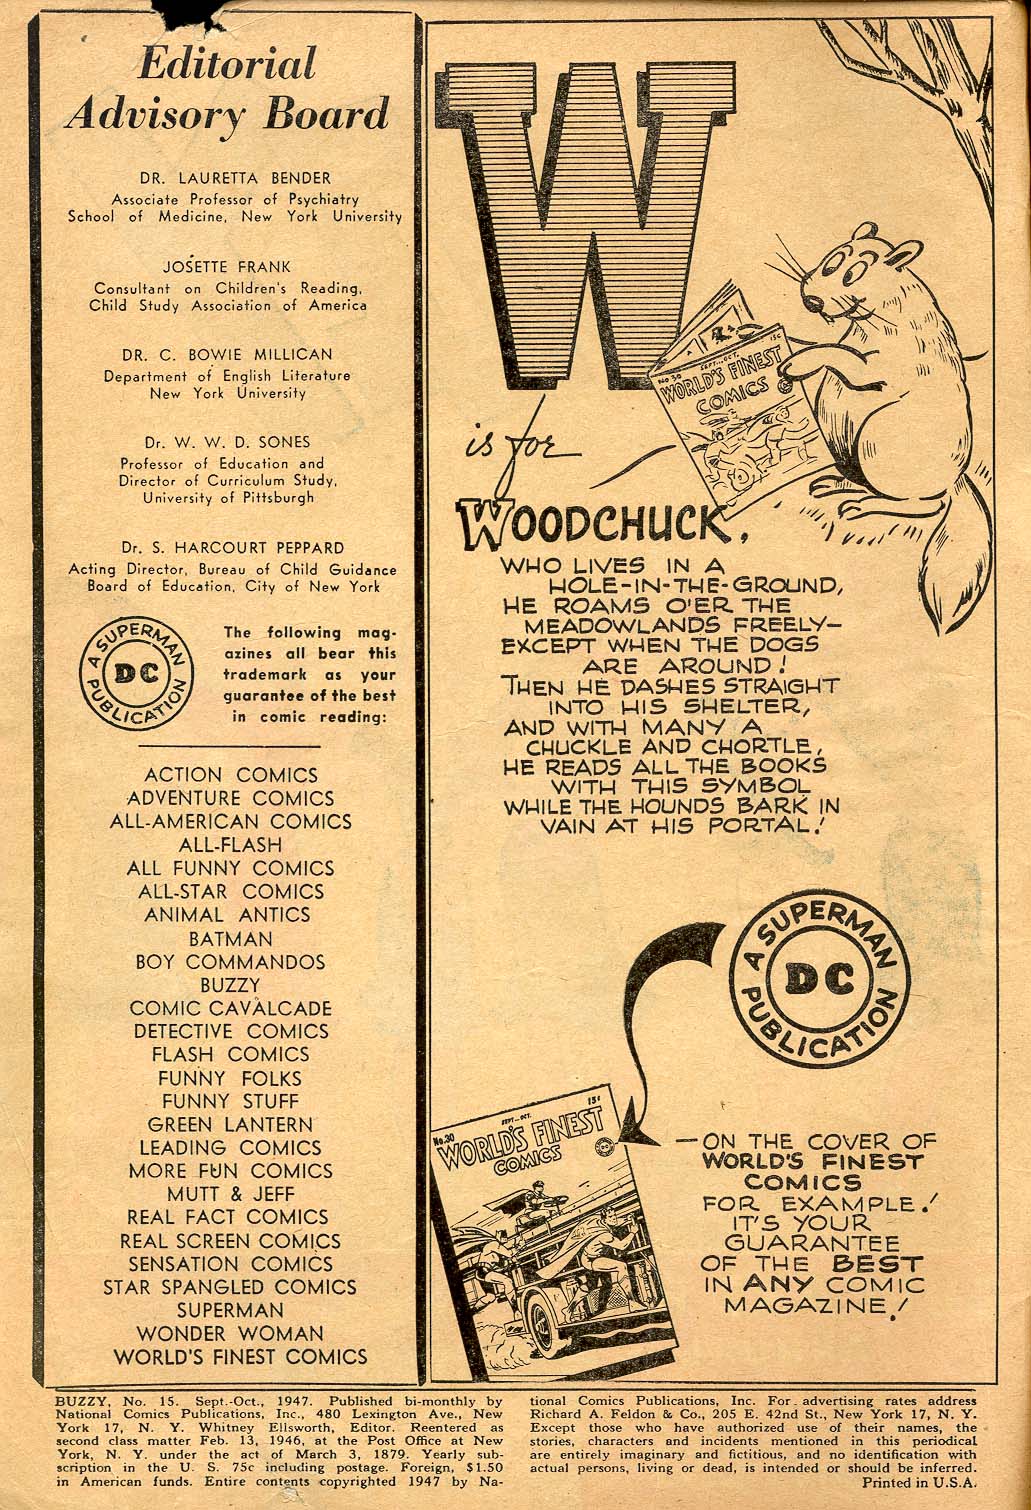 Editorial
Advisory Board
DR. LAURETTA BENDER
Associate Professor of Psychiatry
School of Medicine, New York University
JOSETTE FRANK
Consultant on Children's Reading,
Child Study Association of America
DR. C. BOWIE MILLICAN
Department of English Literature
New York University
Dr. W. W. D. SONES
Professor of Education and
Director of Curriculum Study,
University of Pittsburgh
Dr. S. HARCOURT PEPPARD
Acting Director, Bureau of Child Guidance
Board of Education, City of New York
A SUPERMAN
DC
PUBLICATION
The following mag-
azines all bear this
trademark as your
guarantee of the best
in comic reading:
ACTION COMICS
ADVENTURE COMICS
ALL-AMERICAN COMICS
ALL-FLASH
ALL FUNNY COMICS
ALL-STAR COMICS
ANIMAL ANTICS
BATMAN
BOY COMMANDOS
BUZZY
COMIC CAVALCADE
DETECTIVE COMICS
FLASH COMICS
FUNNY FOLKS
FUNNY STUFF
GREEN LANTERN
LEADING COMICS
MORE FUN COMICS
MUTT & JEFF
REAL FACT COMICS
REAL SCREEN COMICS
SENSATION COMICS
STAR SPANGLED COMICS
SUPERMAN
WONDER WOMAN
WORLD'S FINEST COMICS
W
is for
No 30
SEPT.-OCT.
15¢
WORLD'S FINEST
COMICS
WOODCHUCK,
WHO LIVES IN A
HOLE-IN-THE-GROUND,
HE ROAMS O'ER THE
MEADOWLANDS FREELY-
EXCEPT WHEN THE DOGS
ARE AROUND!
THEN HE DASHES STRAIGHT
INTO HIS SHELTER,
AND WITH MANY A
CHUCKLE AND CHORTLE,
HE READS ALL THE BOOKS
WITH THIS SYMBOL
WHILE THE HOUNDS BARK IN
VAIN AT HIS PORTAL!
A SUPERMAN
DC
PUBLICATION
No.30
SEPT.-OCT.
15¢
WORLD'S FINEST
COMICS
—ON THE COVER OF
WORLD'S FINEST
COMICS
FOR EXAMPLE!
IT'S YOUR
GUARANTEE
OF THE BEST
IN ANY COMIC
MAGAZINE!
BUZZY, No. 15. Sept.-Oct., 1947. Published bi-monthly by
National Comics Publications, Inc., 480 Lexington Ave., New
York 17, N. Y. Whitney Ellsworth, Editor. Reentered as
second class matter Feb. 13, 1946, at the Post Office at New
York, N. Y. under the act of March 3, 1879. Yearly sub-
scription in the U. S. 75c including postage. Foreign, $1.50
in American funds. Entire contents copyrighted 1947 by Na-
tional Comics Publications, Inc. For advertising rates address
Richard A. Feldon & Co., 205 E. 42nd St., New York 17, N. Y.
Except those who have authorized use of their names, the
stories, characters and incidents mentioned in this periodical
are entirely imaginary and fictitious, and no identification with
actual persons, living or dead, is intended or should be inferred.
Printed in U.S.A.